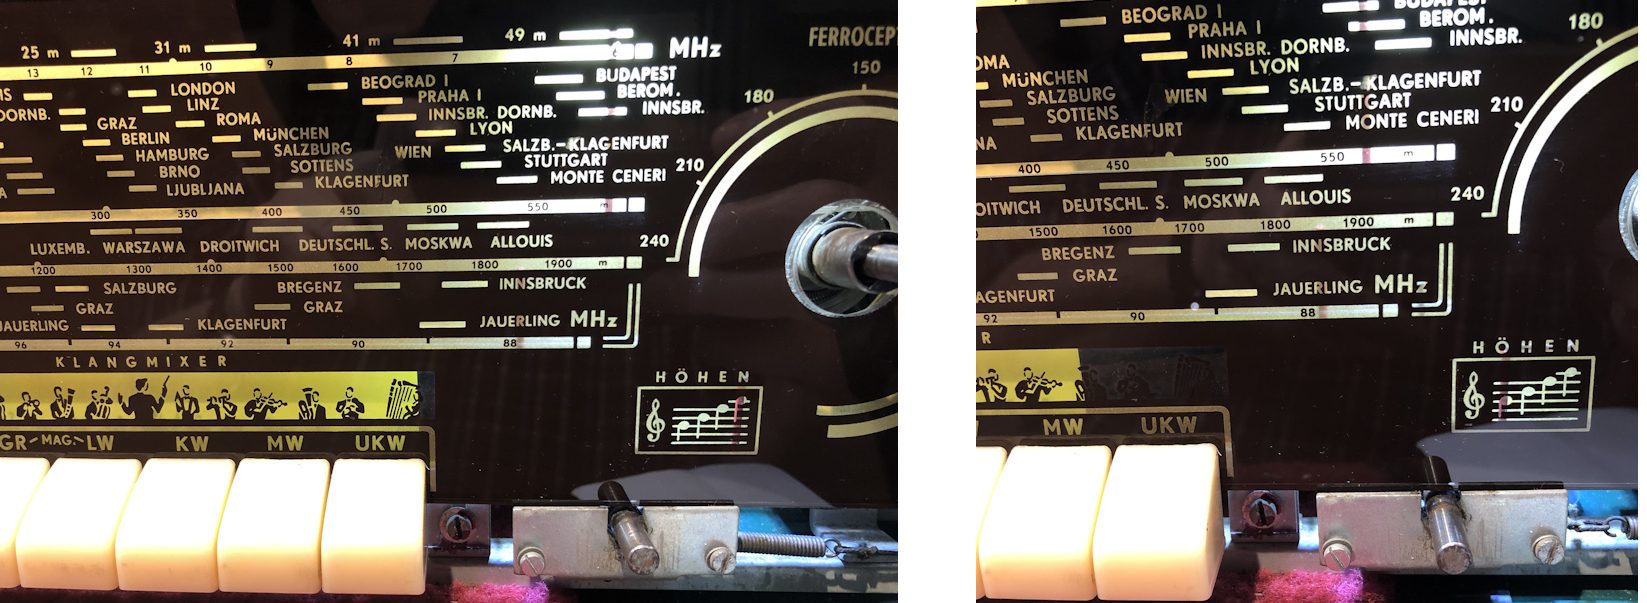 25 m 31 m 41 m 49 m
FERROCEPT
13 12 11 10 9 8 7 MHz
150
180
BEOGRAD I BUDAPEST
LONDON PRAHA I BEROM.
DORNB. LINZ INNSBR. DORNB. INNSBR.
GRAZ ROMA LYON
BERLIN MÜNCHEN SALZB.-KLAGENFURT
HAMBURG SALZBURG WIEN STUTTGART
BRNO SOTTENS MONTE CENERI
LJUBLJANA KLAGENFURT
210
300 350 400 450 500 550 m
240
LUXEMB. WARSZAWA DROITWICH DEUTSCHL. S. MOSKWA ALLOUIS
1200 1300 1400 1500 1600 1700 1800 1900 m
SALZBURG BREGENZ INNSBRUCK
GRAZ GRAZ
JAUERLING KLAGENFURT JAUERLING MHz
96 94 92 90 88
KLANGMIXER
HÖHEN
GR-MAG.-LW KW MW UKW
BEOGRAD I BUDAPEST
PRAHA I BEROM.
INNSBR. DORNB. INNSBR.
OMA LYON
MÜNCHEN SALZB.-KLAGENFURT
SALZBURG WIEN STUTTGART
SOTTENS MONTE CENERI
NA KLAGENFURT
180
210
400 450 500 550 m
240
OITWICH DEUTSCHL. S. MOSKWA ALLOUIS
1500 1600 1700 1800 1900 m
BREGENZ INNSBRUCK
GRAZ
AGENFURT JAUERLING MHz
92 90 88
R
HÖHEN
MW UKW